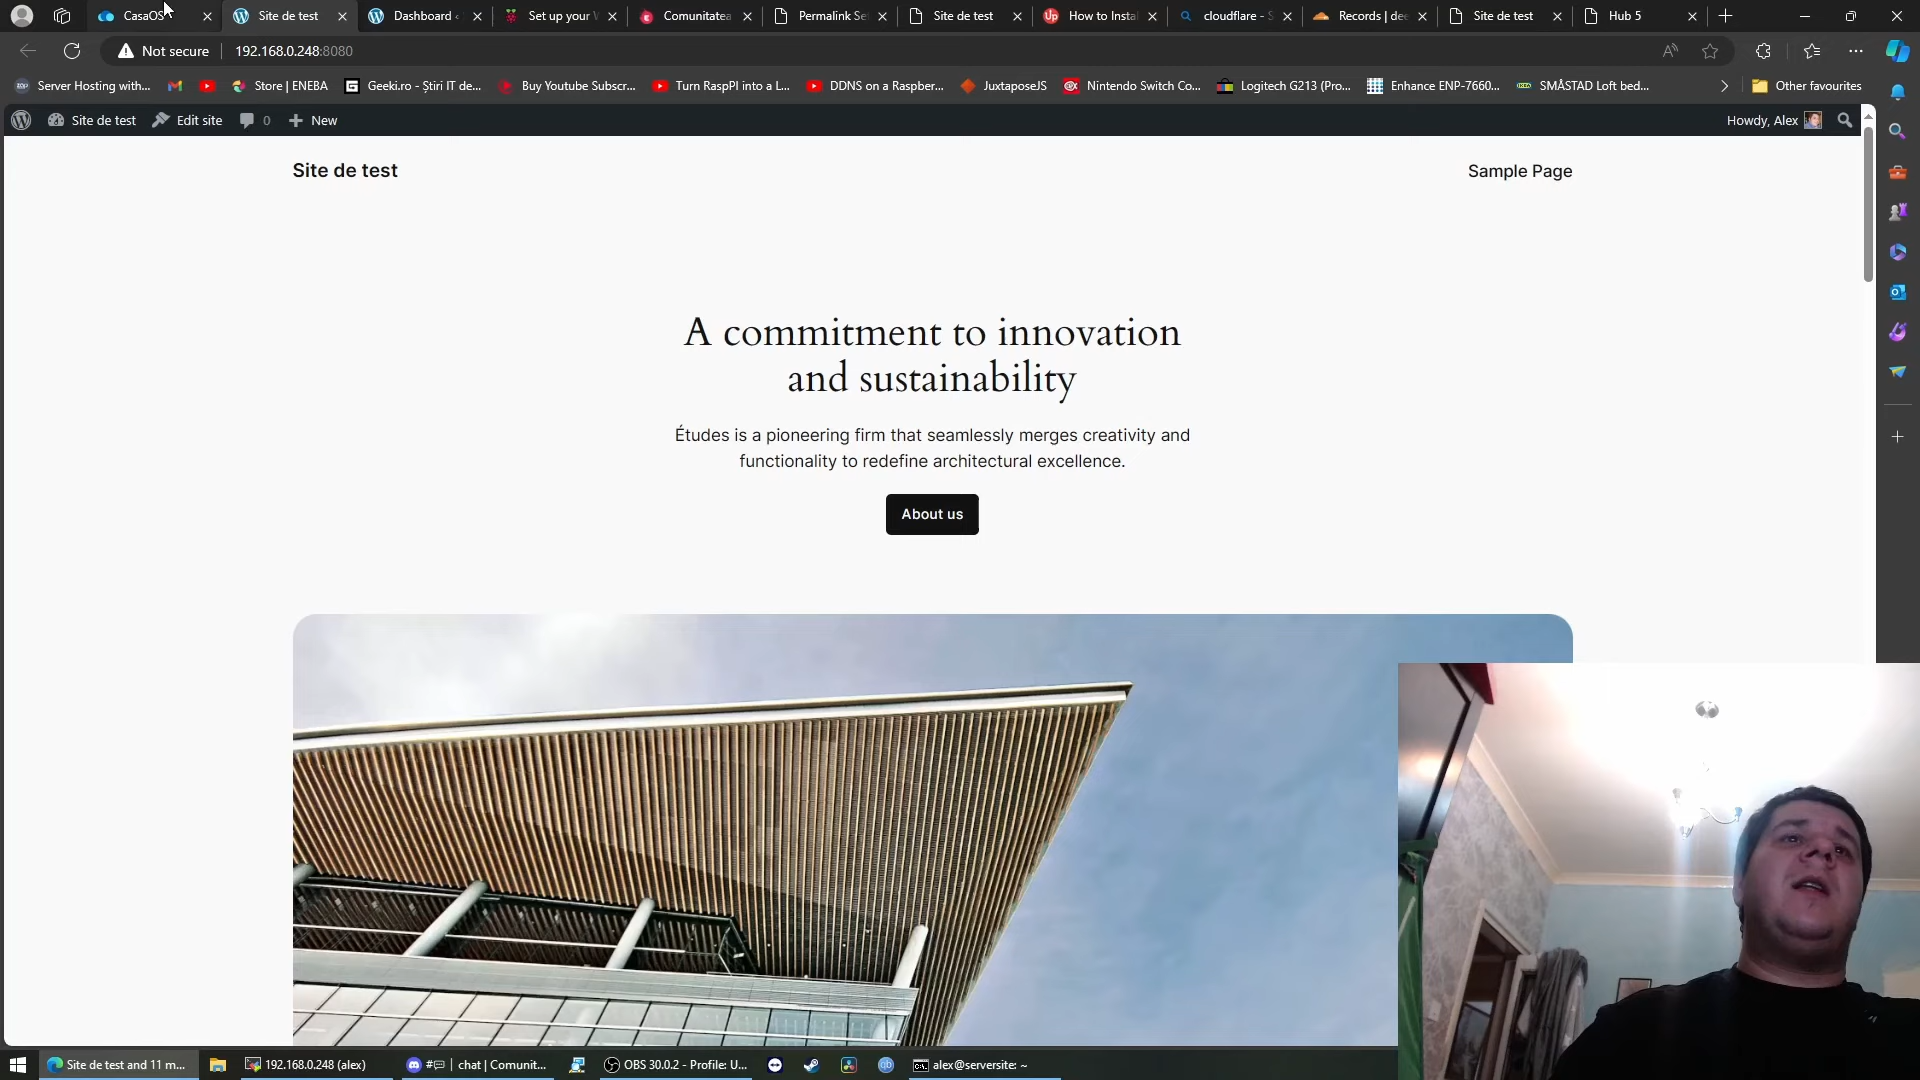 CasaOS
Site de test
Dashboard ‹
Set up your
Comunitatea
Permalink Se
Site de test
How to Insta
cloudflare - S
Records | dee
Site de test
Hub 5
Not secure
192.168.0.248:8080
Server Hosting with...
Store | ENEBA
Geeki.ro - Știri IT de...
Buy Youtube Subscr...
Turn RaspPI into a L...
DDNS on a Raspber...
JuxtaposeJS
Nintendo Switch Co...
Logitech G213 (Pro...
Enhance ENP-7660...
SMÅSTAD Loft bed...
Other favourites
Site de test
Edit site
0
New
Howdy, Alex
Site de test
Sample Page
A commitment to innovation
and sustainability
Études is a pioneering firm that seamlessly merges creativity and
functionality to redefine architectural excellence.
About us
Site de test and 11 m...
192.168.0.248 (alex)
chat | Comunit...
OBS 30.0.2 - Profile: U...
alex@serversite: ~